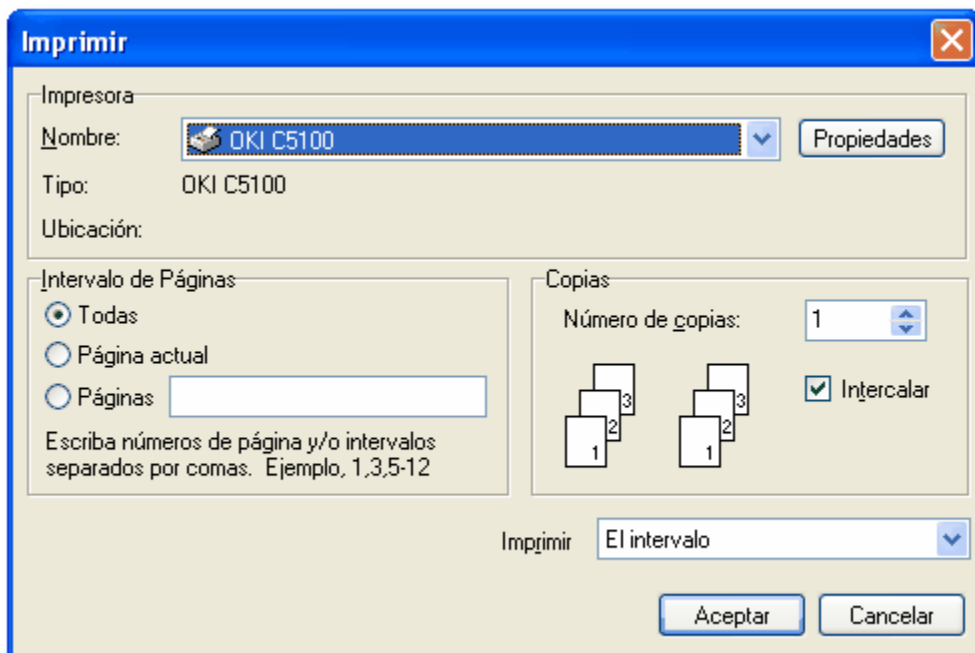 Imprimir
Impresora
Nombre: OKI C5100 Propiedades
Tipo: OKI C5100
Ubicación:
Intervalo de Páginas
Todas
Página actual
Páginas
Escriba números de página y/o intervalos
separados por comas. Ejemplo, 1,3,5-12
Copias
Número de copias: 1
1 2 3 1 2 3
Intercalar
Imprimir El intervalo
Aceptar Cancelar